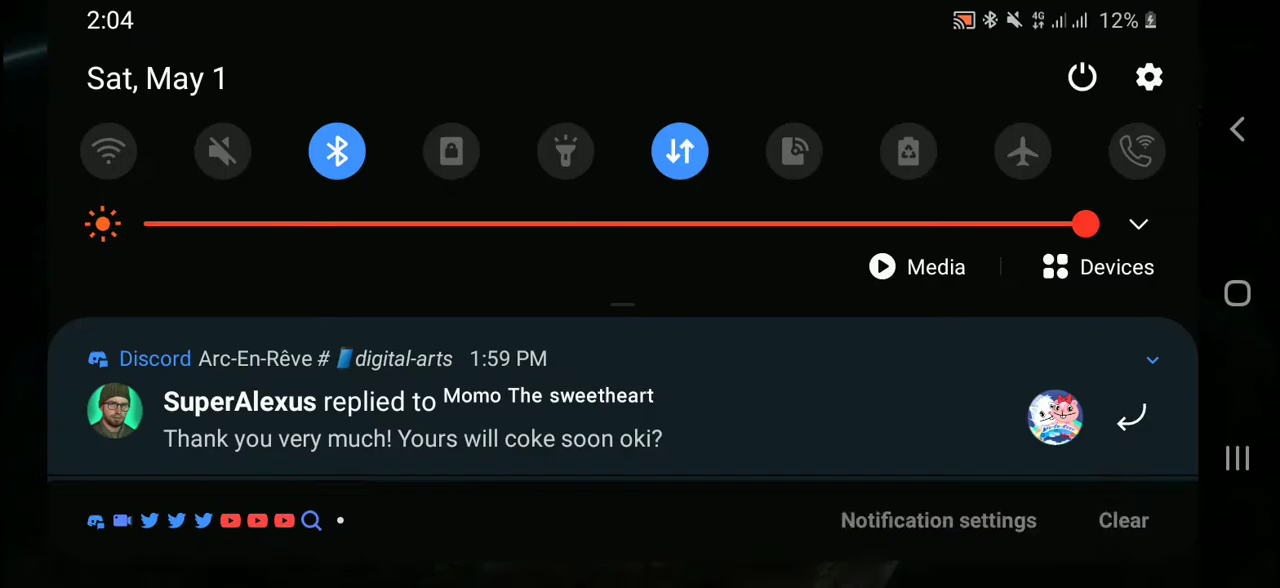 2:04
4G 12%
Sat, May 1
Media
Devices
Discord Arc-En-Rêve # 📘digital-arts 1:59 PM
SuperAlexus replied to Momo The sweetheart
Thank you very much! Yours will coke soon oki?
Notification settings
Clear